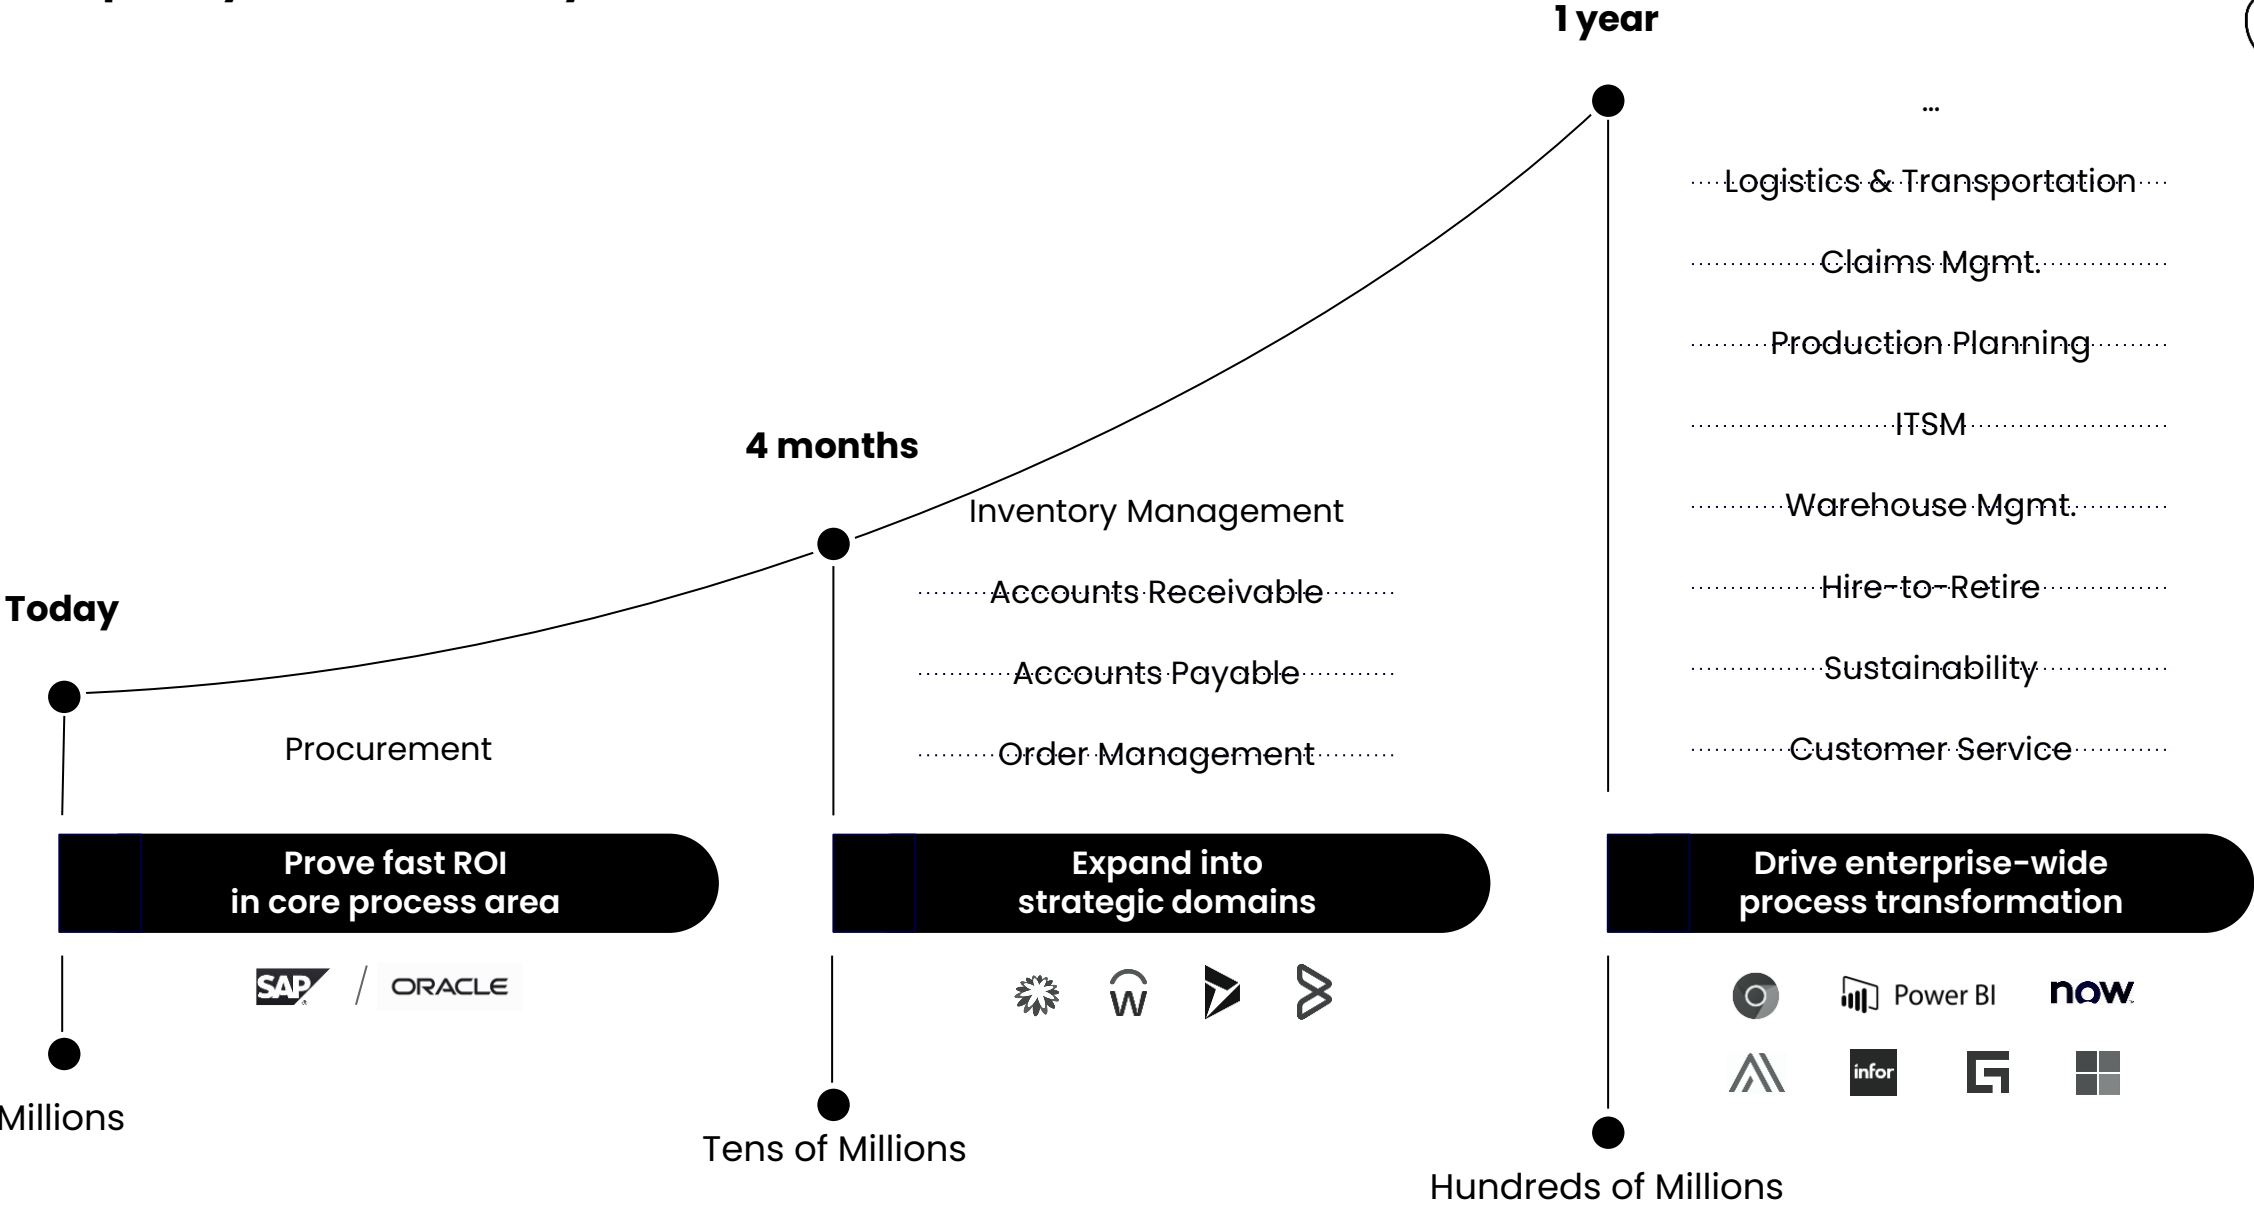 1 year
...
Logistics & Transportation
Claims Mgmt.
Production Planning
ITSM
Warehouse Mgmt.
Hire-to-Retire
Sustainability
Customer Service
4 months
Inventory Management
Accounts Receivable
Accounts Payable
Order Management
Today
Procurement
Prove fast ROI
in core process area
Expand into
strategic domains
Drive enterprise-wide
process transformation
SAP / ORACLE
W
Power BI
now
infor
Millions
Tens of Millions
Hundreds of Millions